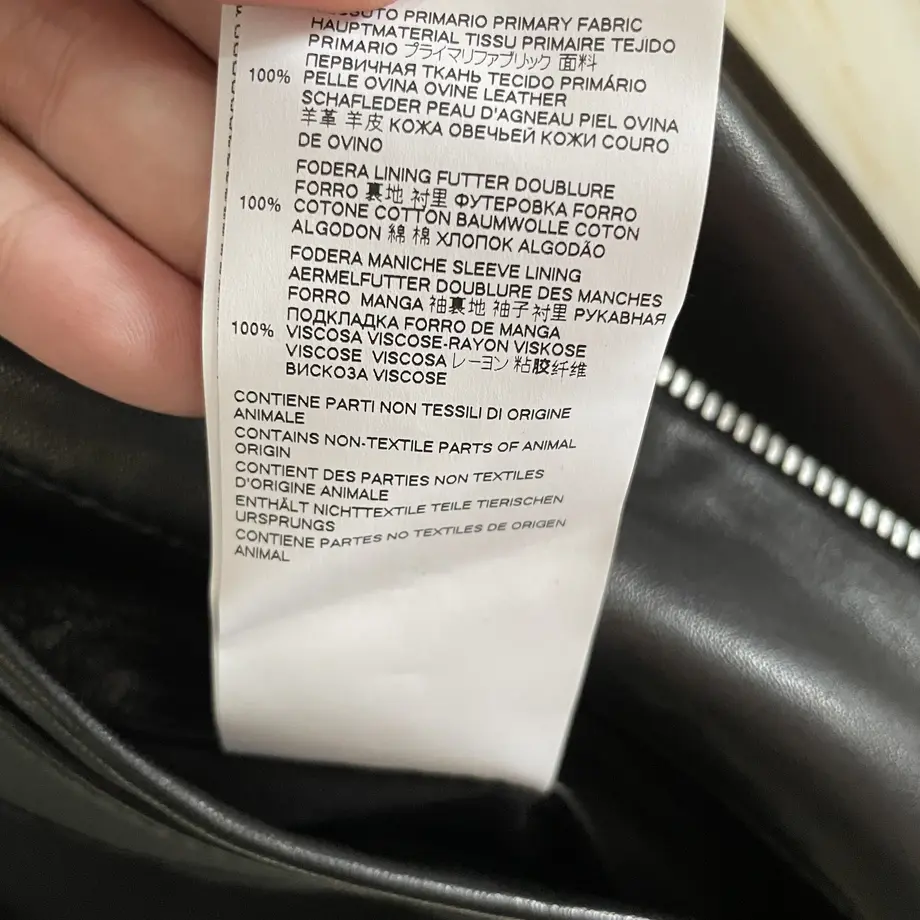 TESSUTO PRIMARIO PRIMARY FABRIC
HAUPTMATERIAL TISSU PRIMAIRE TEJIDO
PRIMARIO プライマリファブリック 面料
ПЕРВИЧНАЯ ТКАНЬ TECIDO PRIMÁRIO
100% PELLE OVINA OVINE LEATHER
SCHAFLEDER PEAU D'AGNEAU PIEL OVINA
羊革 羊皮 КОЖА ОВЕЧЬЕЙ КОЖИ COURO
DE OVINO
FODERA LINING FUTTER DOUBLURE
FORRO 裏地 衬里 ФУТЕРОВКА FORRO
100% COTONE COTTON BAUMWOLLE COTON
ALGODON 綿 棉 ХЛОПОК ALGODÃO
FODERA MANICHE SLEEVE LINING
AERMELFUTTER DOUBLURE DES MANCHES
FORRO MANGA 袖裏地 袖子衬里 РУКАВНАЯ
ПОДКЛАДКА FORRO DE MANGA
100% VISCOSA VISCOSE-RAYON VISKOSE
VISCOSE VISCOSA レーヨン 粘胶纤维
ВИСКОЗА VISCOSE
CONTIENE PARTI NON TESSILI DI ORIGINE
ANIMALE
CONTAINS NON-TEXTILE PARTS OF ANIMAL
ORIGIN
CONTIENT DES PARTIES NON TEXTILES
D'ORIGINE ANIMALE
ENTHÄLT NICHTTEXTILE TEILE TIERISCHEN
URSPRUNGS
CONTIENE PARTES NO TEXTILES DE ORIGEN
ANIMAL